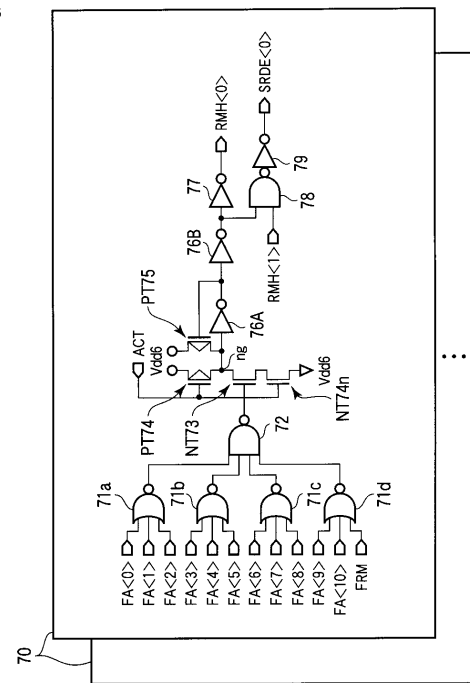 70
FA<0>
FA<1>
FA<2>
FA<3>
FA<4>
FA<5>
FA<6>
FA<7>
FA<8>
FA<9>
FA<10>
FRM
71a
71b
71c
71d
72
PT74
NT73
NT74n
Vdd6
Vdd6
ACT
Vdd6
PT75
ng
76A
76B
77
RMH<0>
RMH<1>
78
79
SRDE<0>